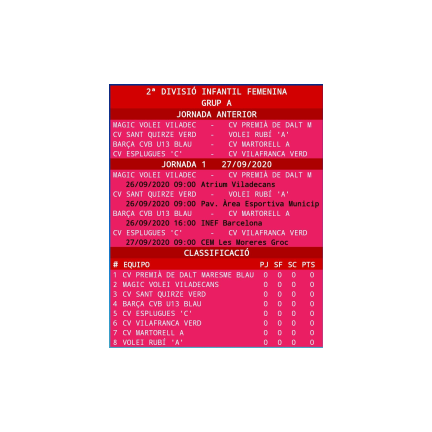 2ª DIVISIÓ INFANTIL FEMENINA
GRUP A
JORNADA ANTERIOR
MAGIC VOLEI VILADEC - CV PREMIÀ DE DALT M
CV SANT QUIRZE VERD - VOLEI RUBÍ 'A'
BARÇA CVB U13 BLAU - CV MARTORELL A
CV ESPLUGUES 'C' - CV VILAFRANCA VERD
JORNADA 1 27/09/2020
MAGIC VOLEI VILADEC - CV PREMIÀ DE DALT M
26/09/2020 09:00 Atrium Viladecans
CV SANT QUIRZE VERD - VOLEI RUBÍ 'A'
26/09/2020 09:00 Pav. Àrea Esportiva Municip
BARÇA CVB U13 BLAU - CV MARTORELL A
26/09/2020 16:00 INEF Barcelona
CV ESPLUGUES 'C' - CV VILAFRANCA VERD
27/09/2020 09:00 CEM Les Moreres Groc
CLASSIFICACIÓ
# EQUIPO PJ SF SC PTS
1 CV PREMIÀ DE DALT MARESME BLAU 0 0 0 0
2 MAGIC VOLEI VILADECANS 0 0 0 0
3 CV SANT QUIRZE VERD 0 0 0 0
4 BARÇA CVB U13 BLAU 0 0 0 0
5 CV ESPLUGUES 'C' 0 0 0 0
6 CV VILAFRANCA VERD 0 0 0 0
7 CV MARTORELL A 0 0 0 0
8 VOLEI RUBÍ 'A' 0 0 0 0